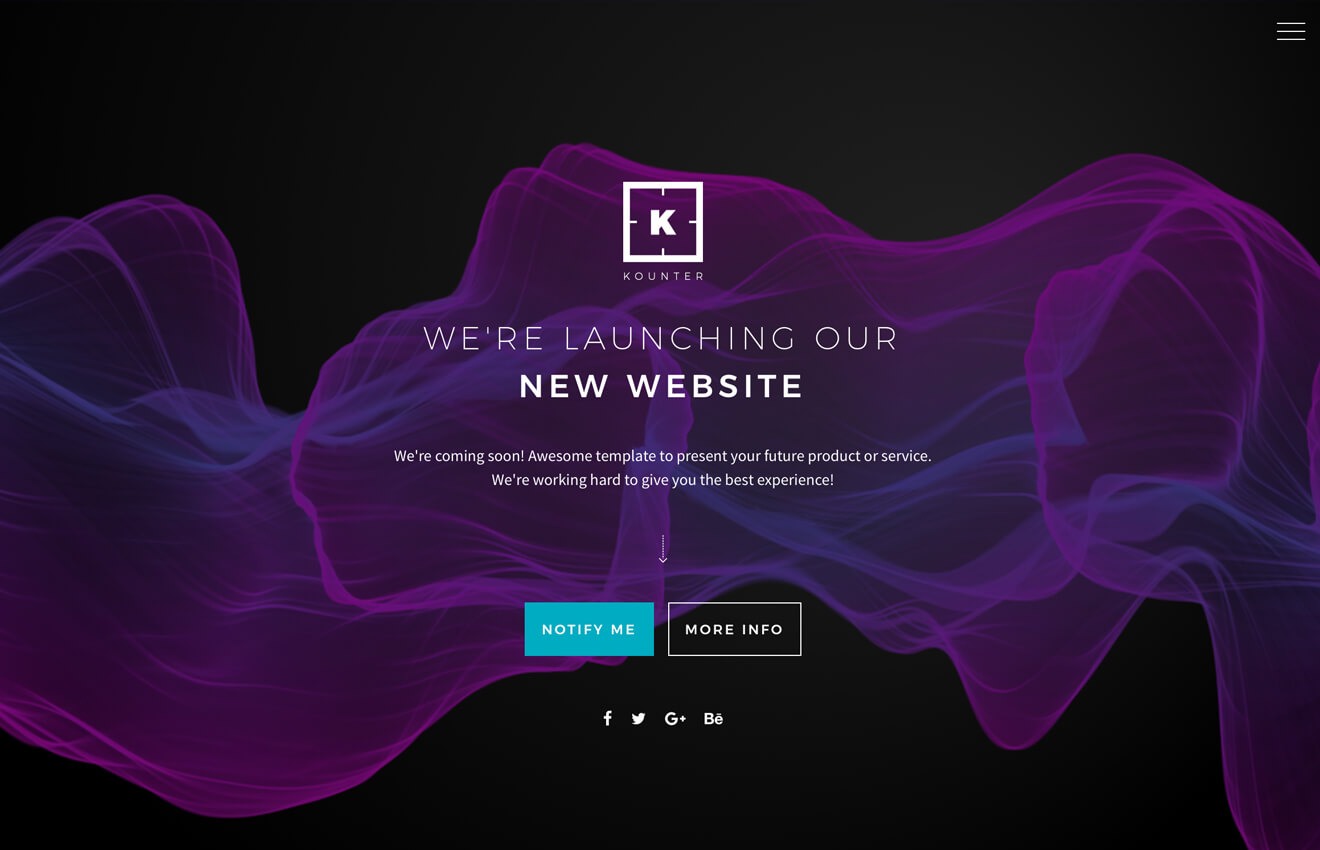 K
KOUNTER
WE'RE LAUNCHING OUR
NEW WEBSITE
We're coming soon! Awesome template to present your future product or service.
We're working hard to give you the best experience!
NOTIFY ME
MORE INFO
f G+ Bē